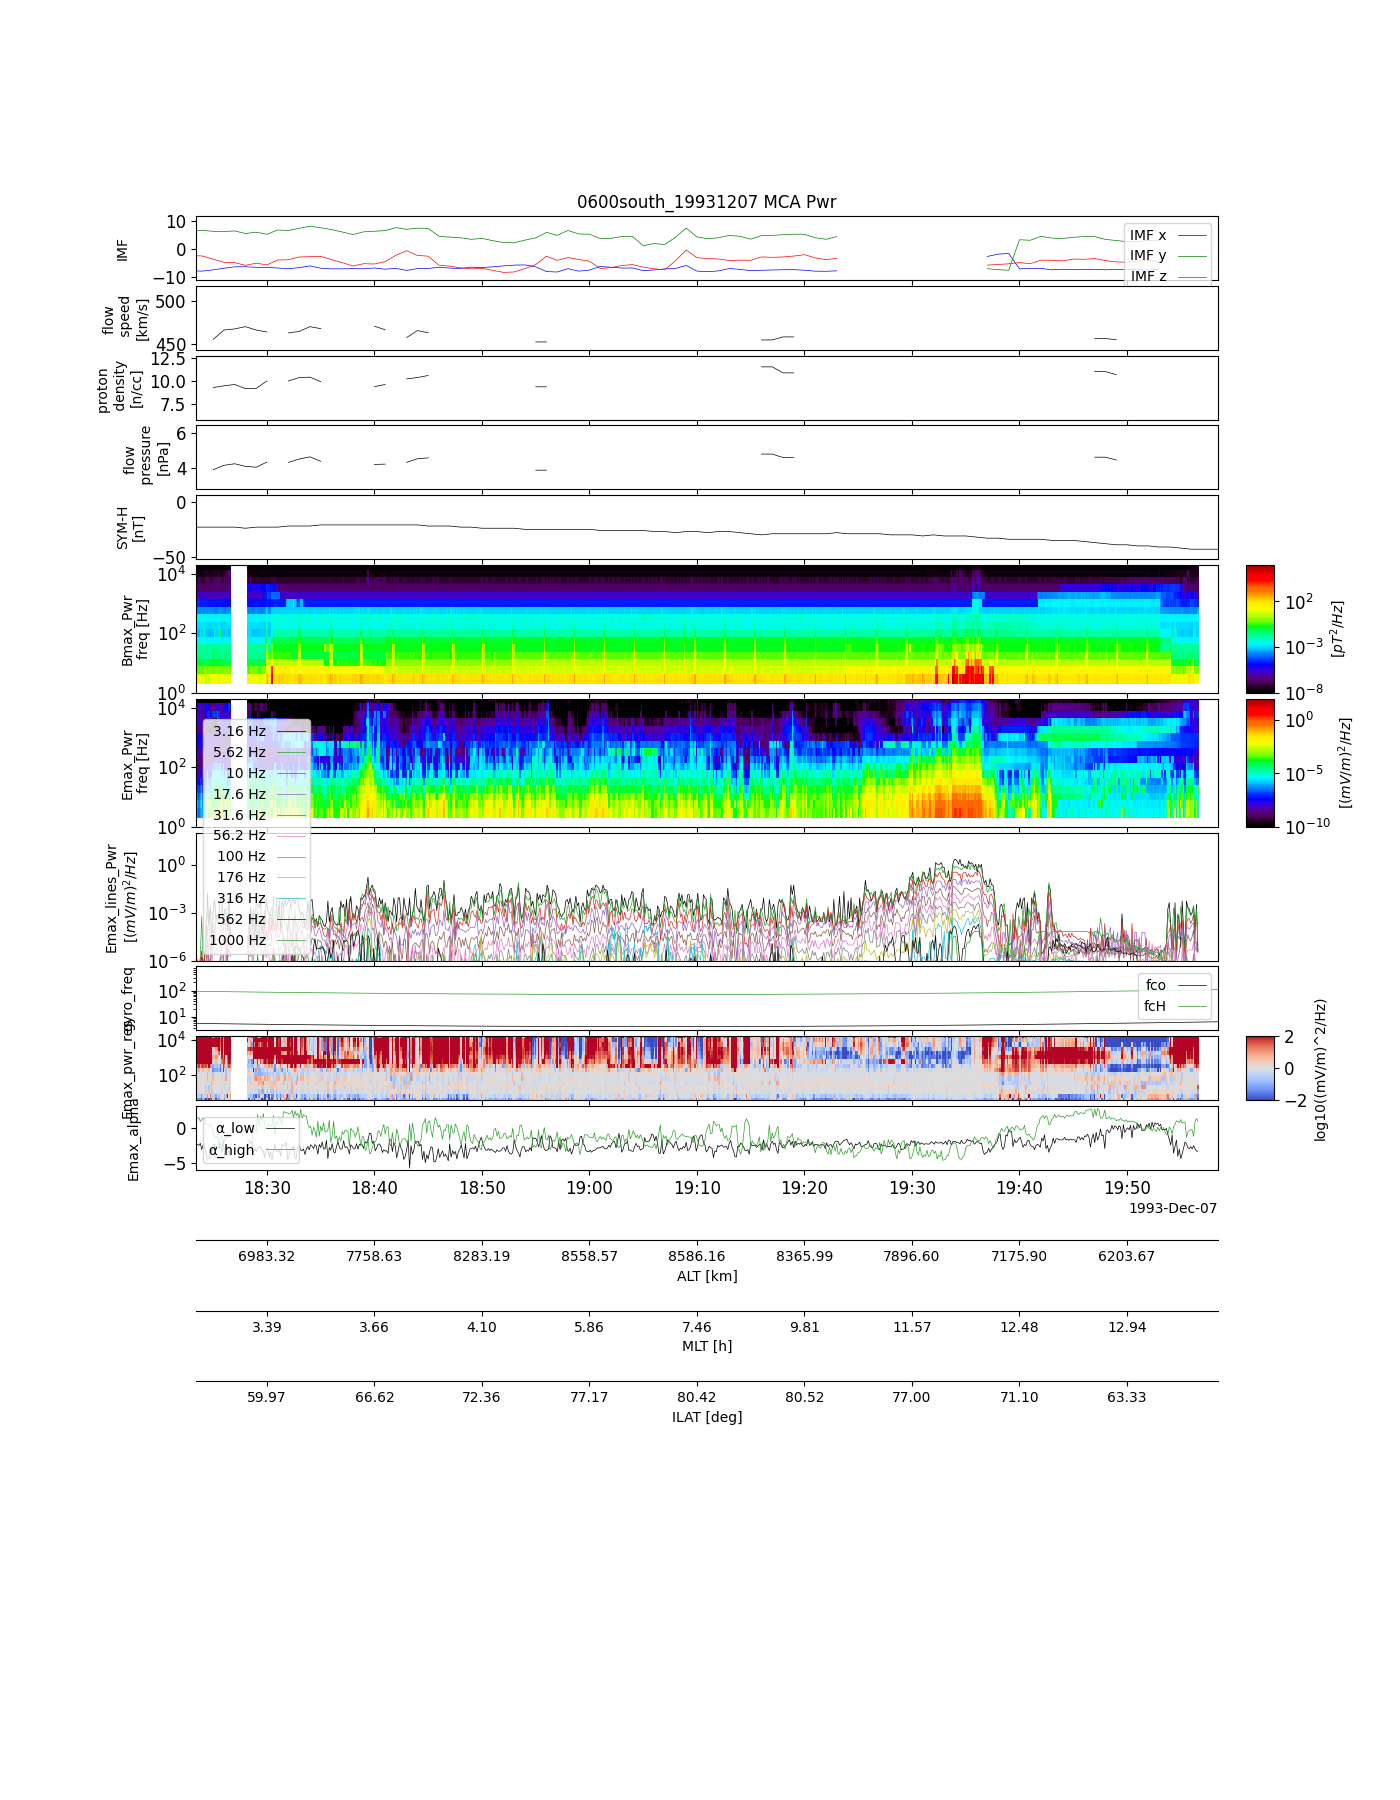 0600south_19931207 MCA Pwr
10
0
−10
IMF
IMF x
IMF y
IMF z
500
450
flow
speed
[km/s]
12.5
10.0
7.5
proton
density
[n/cc]
6
4
flow
pressure
[nPa]
0
−50
SYM-H
[nT]
10^4
10^2
10^0
Bmax_Pwr
freq [Hz]
10^2
10^−3
10^−8
[pT^2/Hz]
10^4
10^2
10^0
Emax_Pwr
freq [Hz]
10^0
10^−5
10^−10
[(mV/m)^2/Hz]
3.16 Hz
5.62 Hz
10 Hz
17.6 Hz
31.6 Hz
56.2 Hz
100 Hz
176 Hz
316 Hz
562 Hz
1000 Hz
10^0
10^−3
10^−6
Emax_lines_Pwr
[(mV/m)^2/Hz]
10^2
10^1
gyro_freq
fco
fcH
10^4
10^2
Emax_pwr_res
2
0
−2
log10((mV/m)^2/Hz)
0
−5
Emax_alpha
α_low
α_high
18:30 18:40 18:50 19:00 19:10 19:20 19:30 19:40 19:50
1993-Dec-07
6983.32 7758.63 8283.19 8558.57 8586.16 8365.99 7896.60 7175.90 6203.67
ALT [km]
3.39 3.66 4.10 5.86 7.46 9.81 11.57 12.48 12.94
MLT [h]
59.97 66.62 72.36 77.17 80.42 80.52 77.00 71.10 63.33
ILAT [deg]